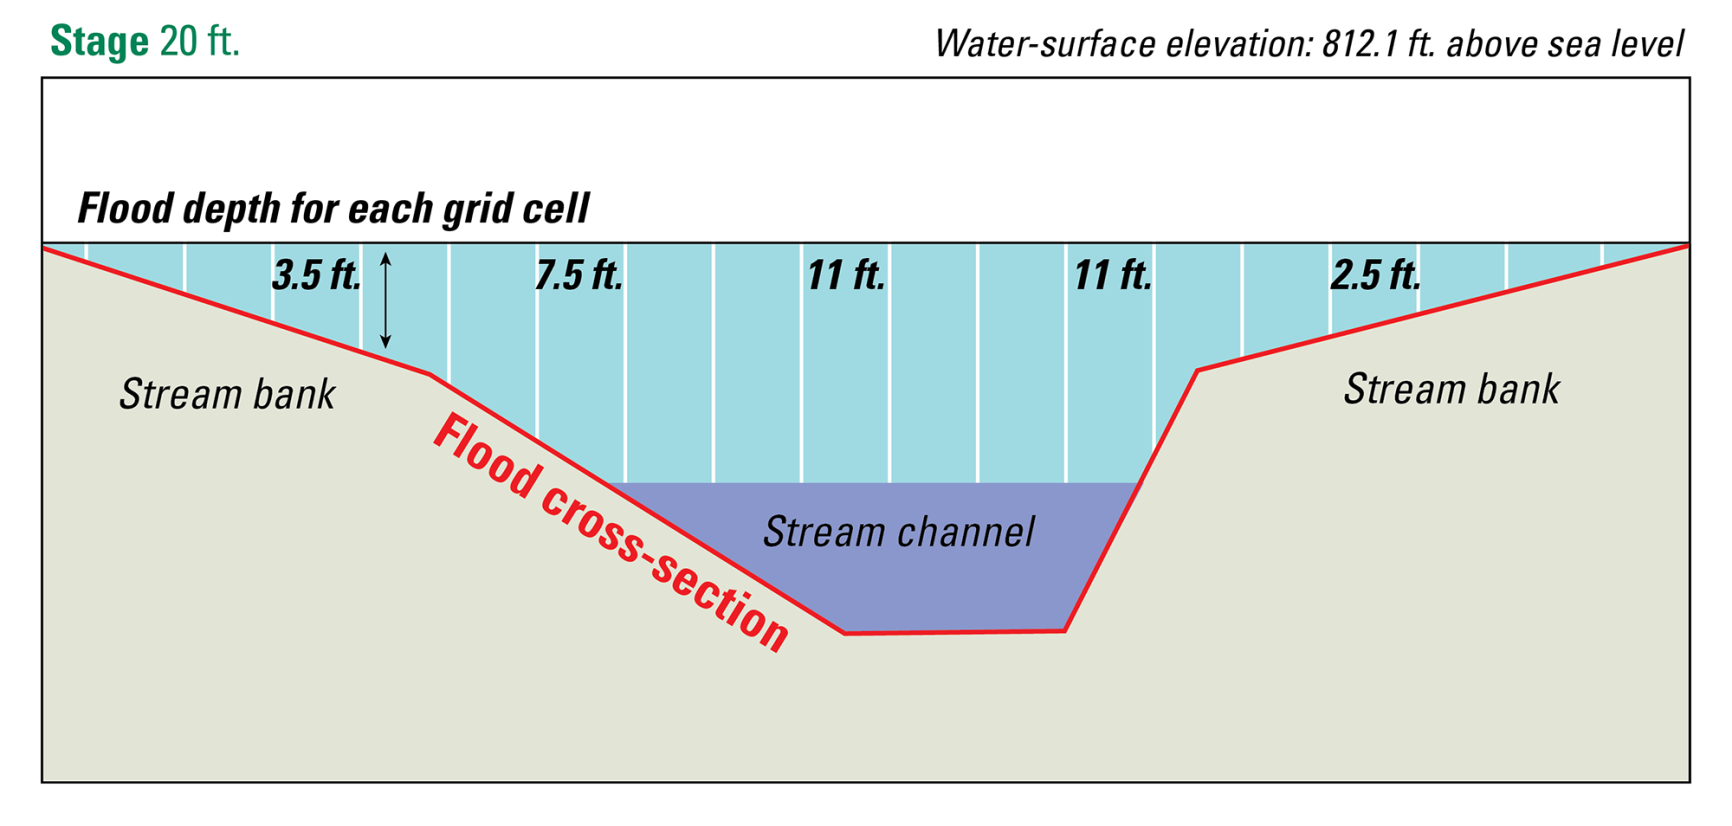 Stage 20 ft.
Water-surface elevation: 812.1 ft. above sea level
Flood depth for each grid cell
3.5 ft.
7.5 ft.
11 ft.
11 ft.
2.5 ft.
Stream bank
Stream bank
Flood cross-section
Stream channel